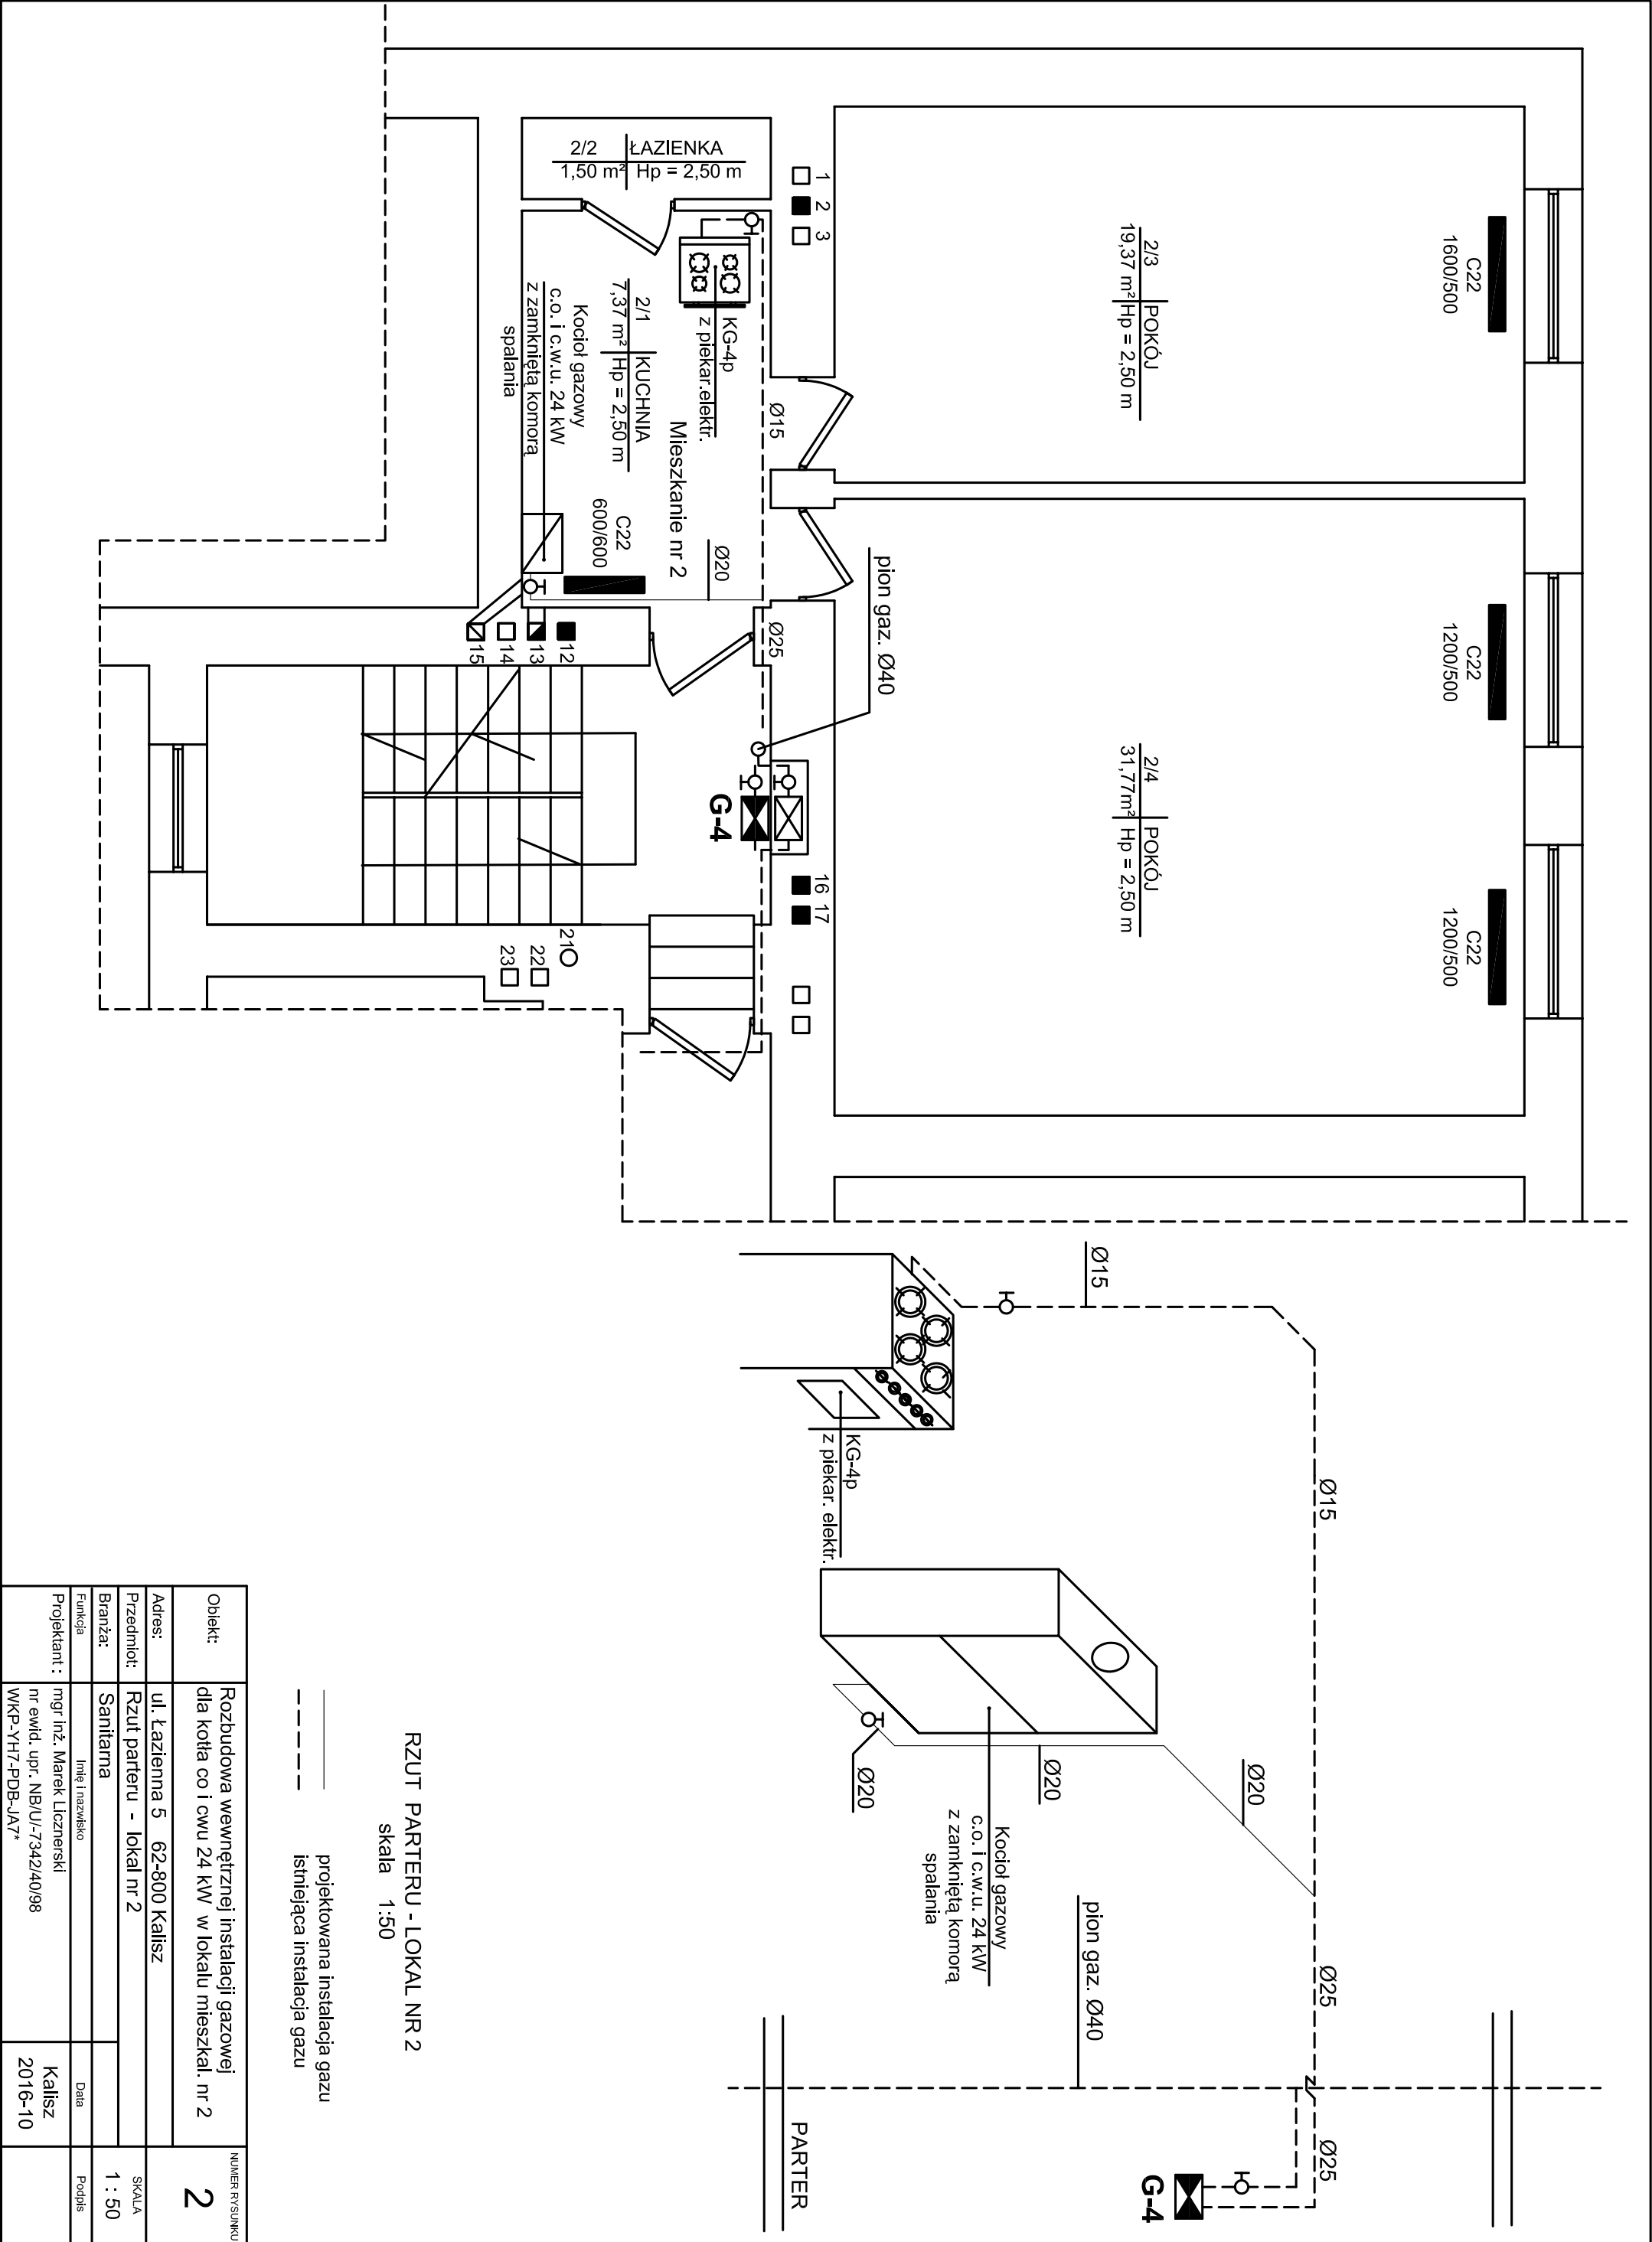 C22
1600/500
C22
1200/500
C22
1200/500
2/3 POKÓJ
19,37 m² Hp = 2,50 m
2/4 POKÓJ
31,77m² Hp = 2,50 m
1
2
3
pion gaz. Ø40
16
17
Ø15
Ø25
2/2 ŁAZIENKA
1,50 m² Hp = 2,50 m
KG-4p
z piekar.elektr.
Ø20
G-4
Mieszkanie nr 2
2/1 KUCHNIA
7,37 m² Hp = 2,50 m
C22
600/600
Kocioł gazowy
c.o. i c.w.u. 24 kW
z zamkniętą komorą
spalania
12
13
14
15
21
22
23
Ø15
Ø15
Ø25
Ø25
Ø20
G-4
pion gaz. Ø40
Ø20
Ø20
Kocioł gazowy
c.o. i c.w.u. 24 kW
z zamkniętą komorą
spalania
KG-4p
z piekar. elektr.
PARTER
RZUT PARTERU - LOKAL NR 2
skala 1:50
projektowana instalacja gazu
istniejąca instalacja gazu
Obiekt:
Rozbudowa wewnętrznej instalacji gazowej
dla kotła co i cwu 24 kW w lokalu mieszkal. nr 2
NUMER RYSUNKU
2
Adres: ul. Łazienna 5 62-800 Kalisz
Przedmiot: Rzut parteru - lokal nr 2
SKALA
1 : 50
Branża: Sanitarna
Funkcja Imię i nazwisko Data Podpis
Projektant : mgr inż. Marek Licznerski
nr ewid. upr. NB/U/-7342/40/98
WKP-YH7-PDB-JA7*
Kalisz
2016-10